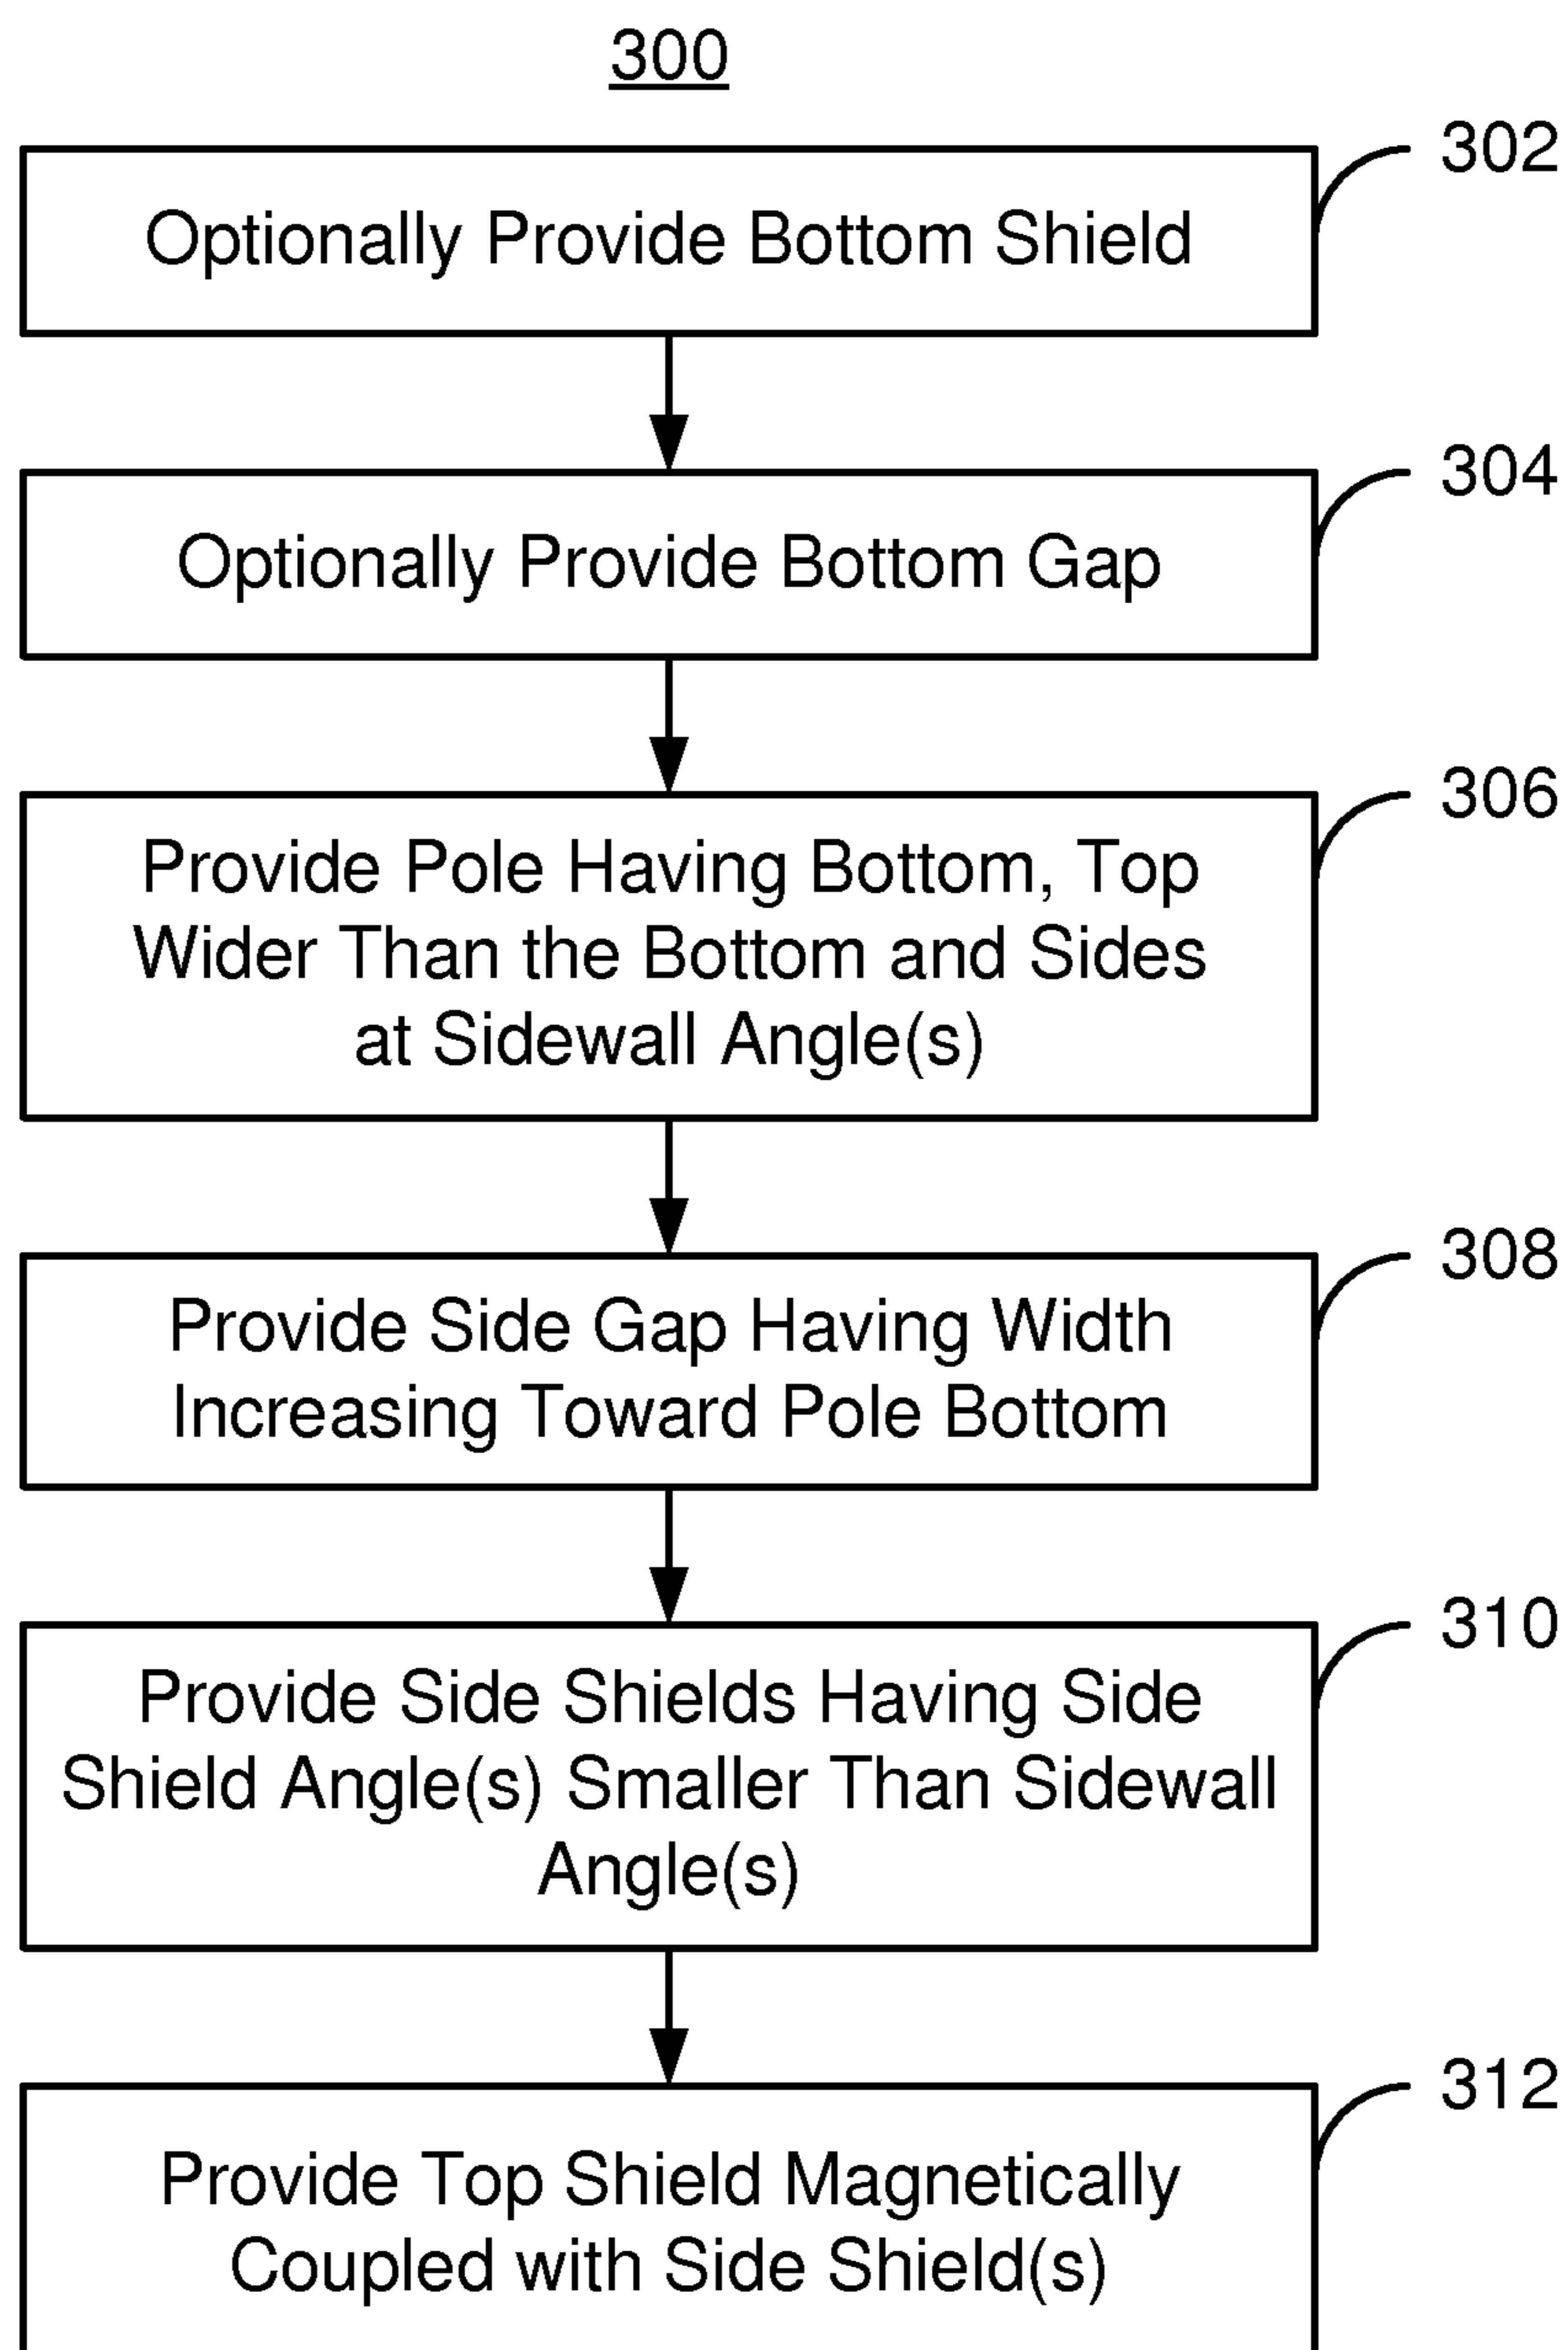 300
302
Optionally Provide Bottom Shield
304
Optionally Provide Bottom Gap
306
Provide Pole Having Bottom, Top
Wider Than the Bottom and Sides
at Sidewall Angle(s)
308
Provide Side Gap Having Width
Increasing Toward Pole Bottom
310
Provide Side Shields Having Side
Shield Angle(s) Smaller Than Sidewall
Angle(s)
312
Provide Top Shield Magnetically
Coupled with Side Shield(s)